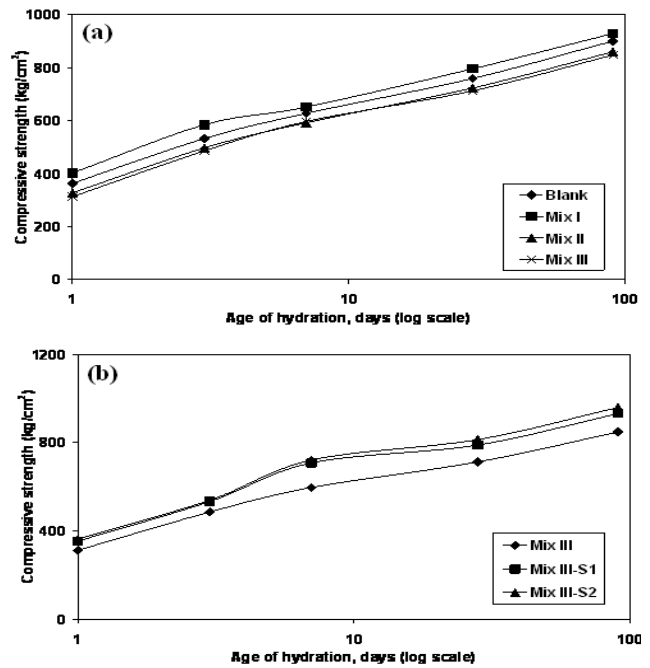 (a)
Compressive strength (kg/cm²)
1000
800
600
400
200
0
1
10
100
Age of hydration, days (log scale)
Blank
Mix I
Mix II
Mix III
(b)
Compressive strength (kg/cm²)
1200
800
400
0
1
10
100
Age of hydration, days (log scale)
Mix III
Mix III-S1
Mix III-S2